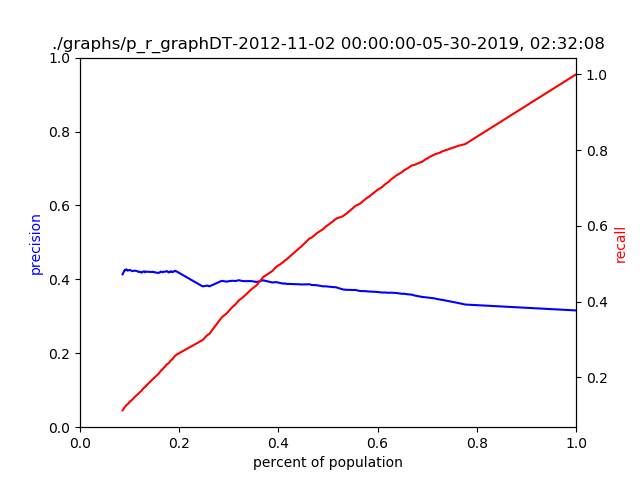 ./graphs/p_r_graphDT-2012-11-02 00:00:00-05-30-2019, 02:32:08
1.0
0.8
0.6
0.4
0.2
0.0
precision
1.0
0.8
0.6
0.4
0.2
recall
0.0 0.2 0.4 0.6 0.8 1.0
percent of population